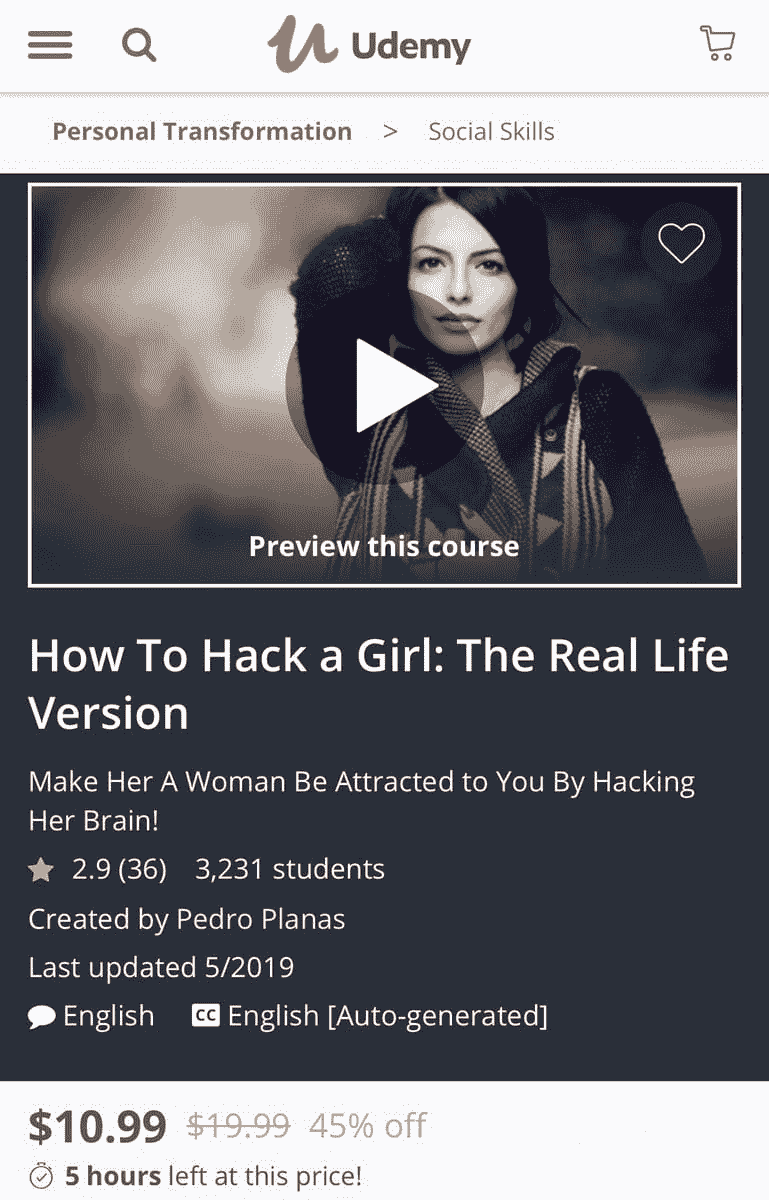 Udemy
Personal Transformation > Social Skills
Preview this course
How To Hack a Girl: The Real Life
Version
Make Her A Woman Be Attracted to You By Hacking
Her Brain!
2.9 (36) 3,231 students
Created by Pedro Planas
Last updated 5/2019
English CC English [Auto-generated]
$10.99 $19.99 45% off
5 hours left at this price!